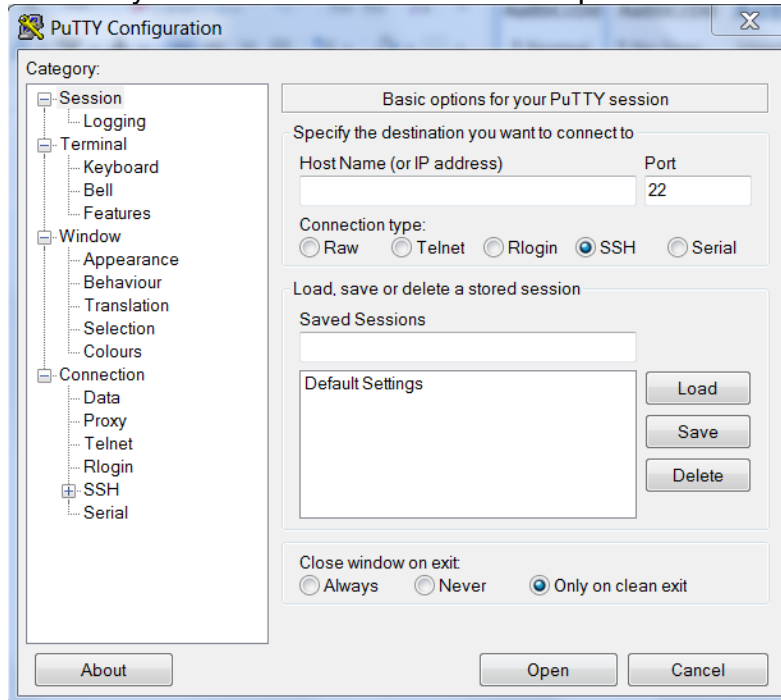 PuTTY Configuration
X
Category:
Session
Logging
Terminal
Keyboard
Bell
Features
Window
Appearance
Behaviour
Translation
Selection
Colours
Connection
Data
Proxy
Telnet
Rlogin
SSH
Serial
Basic options for your PuTTY session
Specify the destination you want to connect to
Host Name (or IP address) Port
22
Connection type:
Raw Telnet Rlogin SSH Serial
Load, save or delete a stored session
Saved Sessions
Default Settings
Load
Save
Delete
Close window on exit:
Always Never Only on clean exit
About Open Cancel